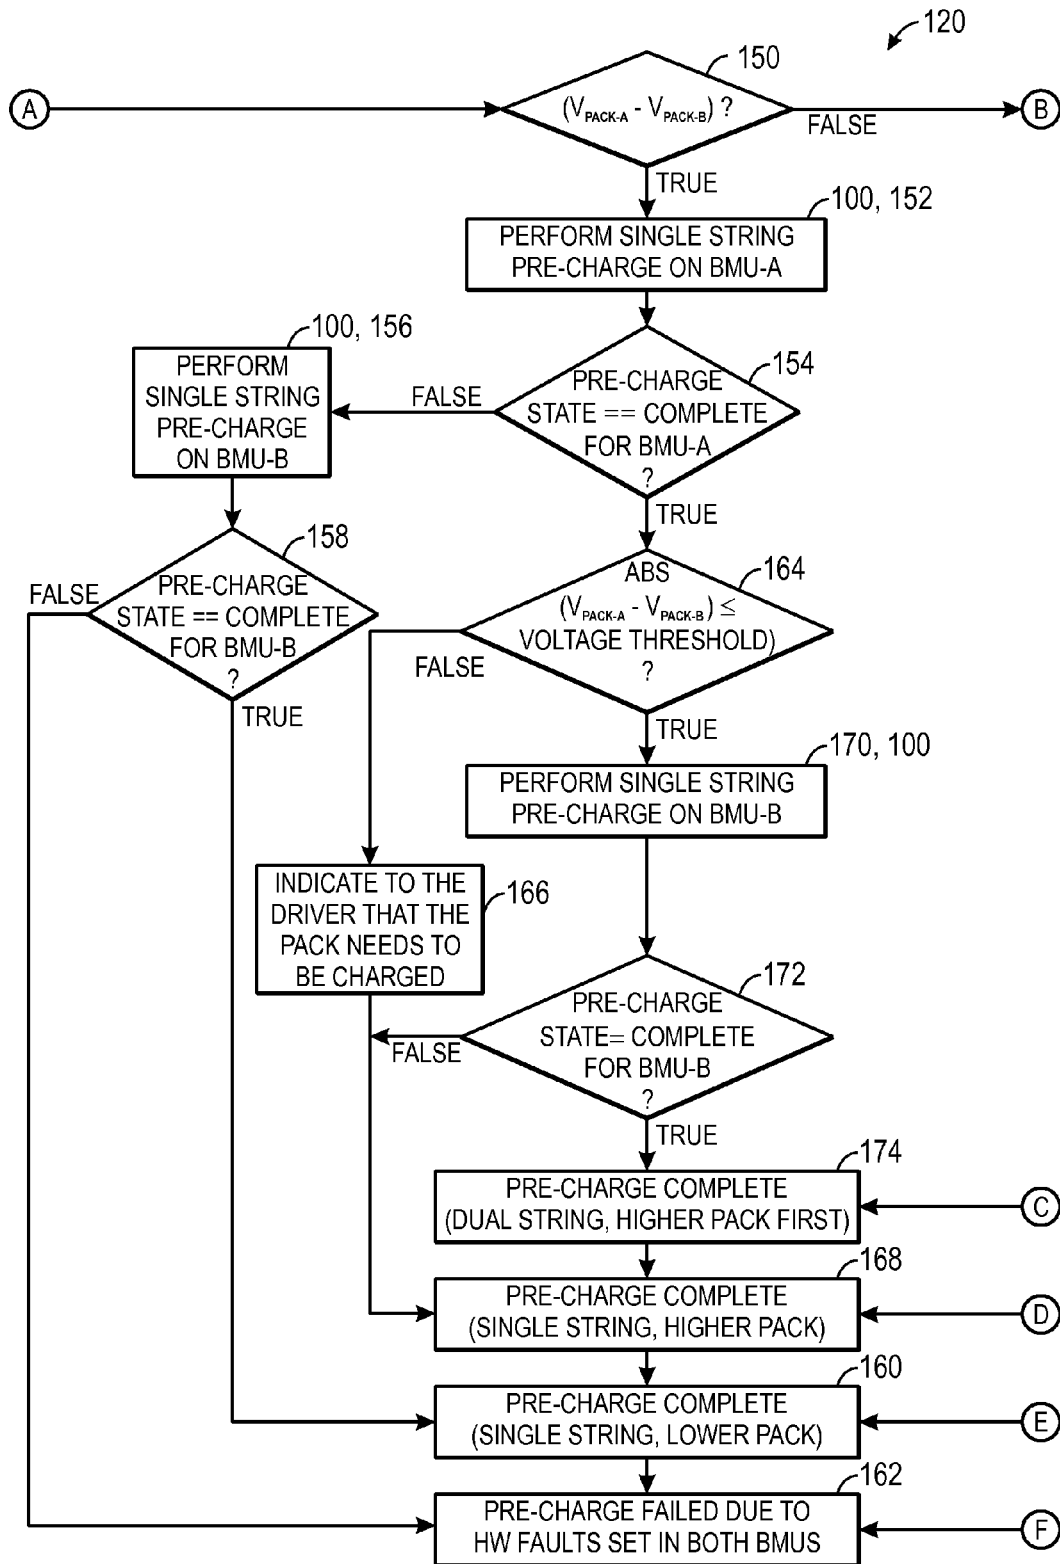 120
150
A
(VPACK-A - VPACK-B) ?
B
FALSE
TRUE
100, 152
PERFORM SINGLE STRING
PRE-CHARGE ON BMU-A
100, 156
PERFORM
SINGLE STRING
PRE-CHARGE
ON BMU-B
154
PRE-CHARGE
STATE == COMPLETE
FOR BMU-A
?
FALSE
TRUE
158
PRE-CHARGE
STATE == COMPLETE
FOR BMU-B
?
FALSE
TRUE
164
ABS
(VPACK-A - VPACK-B) ≤
VOLTAGE THRESHOLD)
?
FALSE
TRUE
170, 100
PERFORM SINGLE STRING
PRE-CHARGE ON BMU-B
166
INDICATE TO THE
DRIVER THAT THE
PACK NEEDS TO
BE CHARGED
172
PRE-CHARGE
STATE= COMPLETE
FOR BMU-B
?
FALSE
TRUE
174
PRE-CHARGE COMPLETE
(DUAL STRING, HIGHER PACK FIRST)
C
168
PRE-CHARGE COMPLETE
(SINGLE STRING, HIGHER PACK)
D
160
PRE-CHARGE COMPLETE
(SINGLE STRING, LOWER PACK)
E
162
PRE-CHARGE FAILED DUE TO
HW FAULTS SET IN BOTH BMUS
F